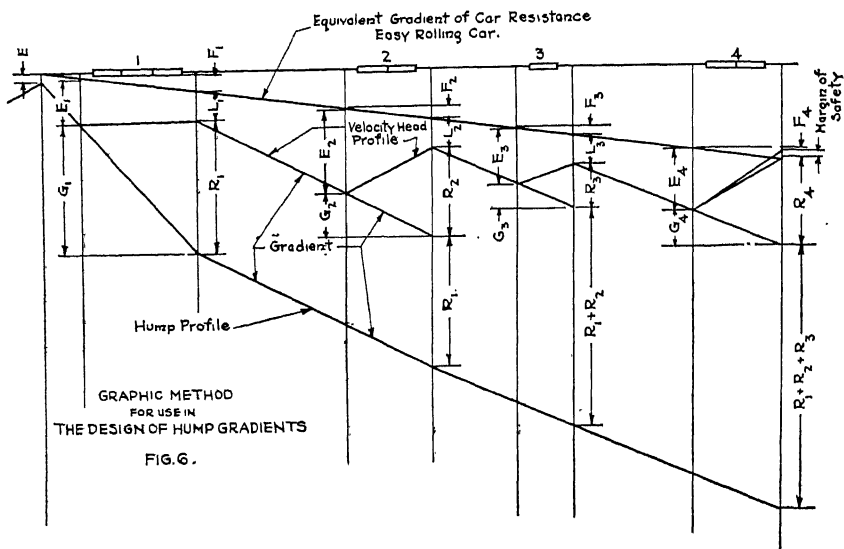 Equivalent Gradient of Car Resistance
Easy Rolling Car.
E
1
F₁
2
F₂
3
F₃
4
F₄
Margin of
Safety
E₁
L₁
Velocity Head
Profile
E₂
L₂
E₃
L₃
E₄
G₁
R₁
G₂
R₂
G₃
R₃
G₄
R₄
Gradient
R₁
R₁+R₂
R₁+R₂+R₃
Hump Profile
GRAPHIC METHOD
FOR USE IN
THE DESIGN OF HUMP GRADIENTS
FIG.6.